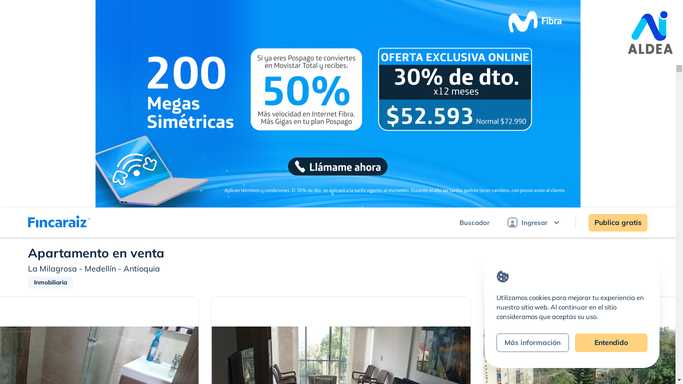 M Fibra
ALDEA
200
Megas
Simétricas
Si ya eres Pospago te conviertes
en Movistar Total y recibes:
50%
Más velocidad en Internet Fibra.
Más Gigas en tu plan Pospago
OFERTA EXCLUSIVA ONLINE
30% de dto.
x12 meses
$52.593 Normal $72.990
Llámame ahora
Fincaraiz
Buscador
Ingresar
Publica gratis
Apartamento en venta
La Milagrosa - Medellín - Antioquia
Inmobiliaria
Utilizamos cookies para mejorar tu experiencia en
nuestro sitio web. Al continuar en el sitio
consideramos que aceptas su uso.
Más información
Entendido